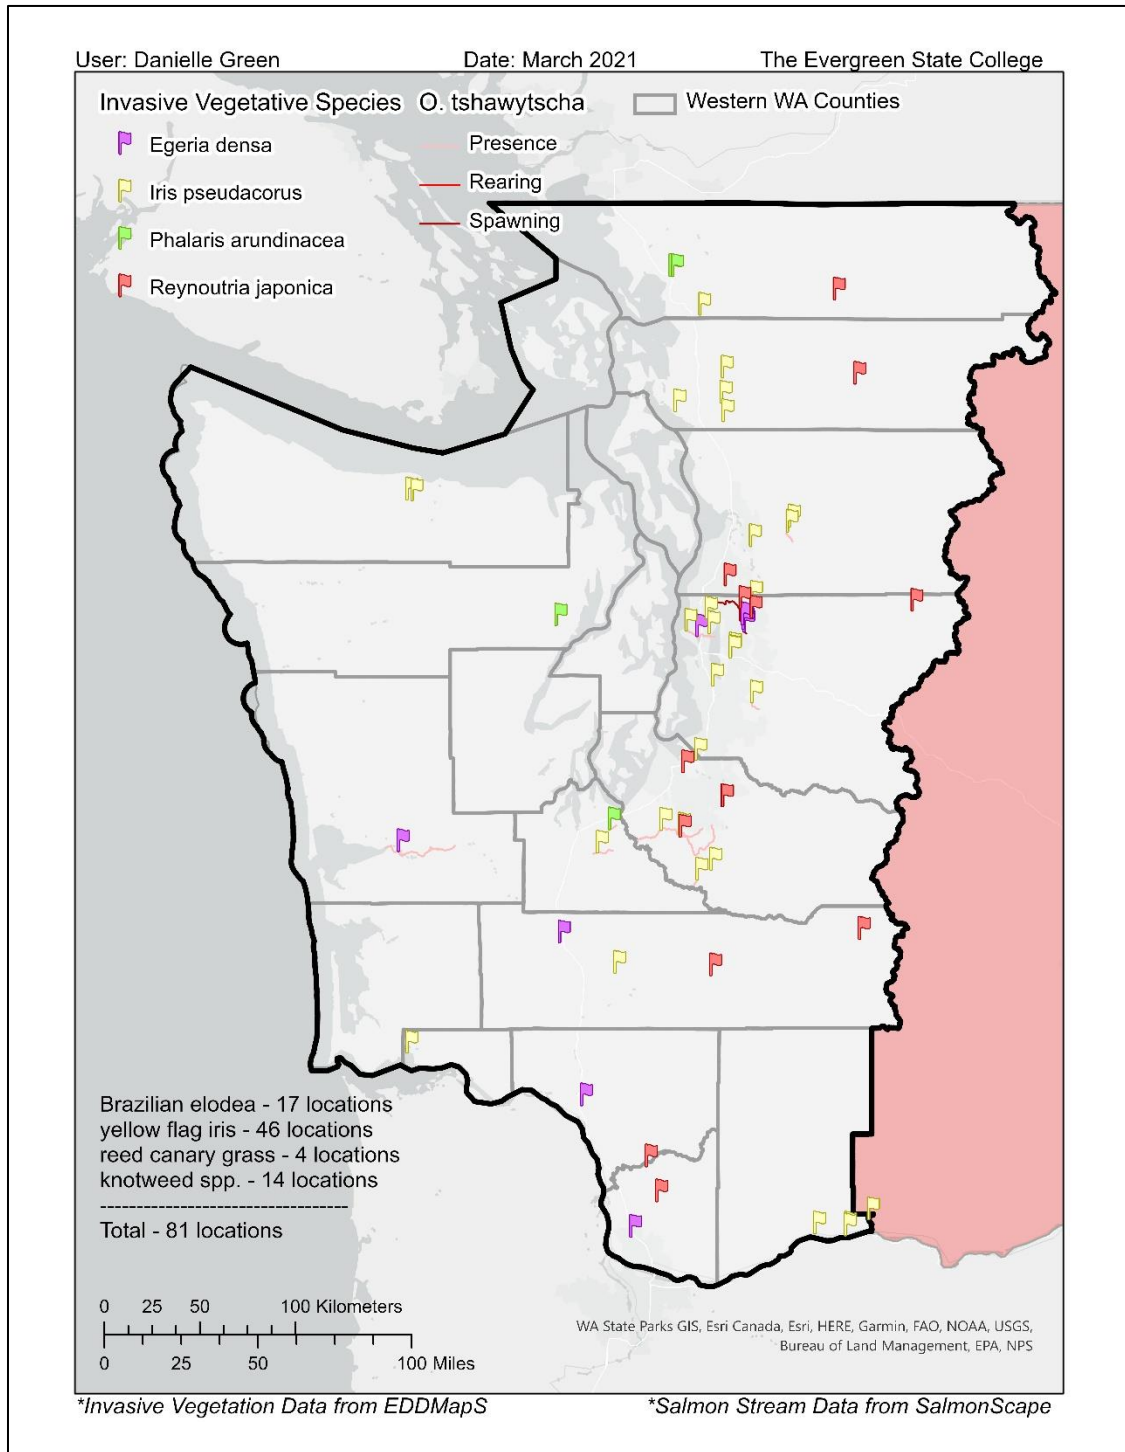 User: Danielle Green Date: March 2021 The Evergreen State College
Invasive Vegetative Species
Egeria densa
Iris pseudacorus
Phalaris arundinacea
Reynoutria japonica
O. tshawytscha
Presence
Rearing
Spawning
Western WA Counties
Brazilian elodea - 17 locations
yellow flag iris - 46 locations
reed canary grass - 4 locations
knotweed spp. - 14 locations
-----------------------------------
Total - 81 locations
0 25 50 100 Kilometers
0 25 50 100 Miles
WA State Parks GIS, Esri Canada, Esri, HERE, Garmin, FAO, NOAA, USGS,
Bureau of Land Management, EPA, NPS
*Invasive Vegetation Data from EDDMapS *Salmon Stream Data from SalmonScape